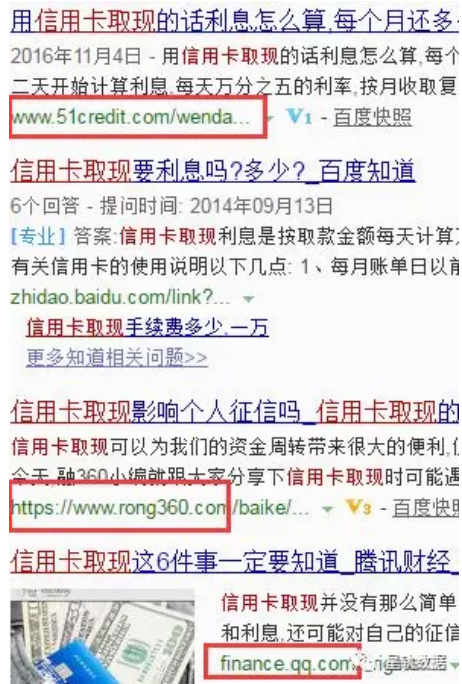 用信用卡取现的话利息怎么算,每个月还多
2016年11月4日 - 用信用卡取现的话利息怎么算,每个
二天开始计算利息,每天万分之五的利率,按月收取复
www.51credit.com/wenda... V1 - 百度快照
信用卡取现要利息吗?多少?_百度知道
6个回答 - 提问时间: 2014年09月13日
[专业] 答案:信用卡取现利息是按取款金额每天计算
有关信用卡的使用说明以下几点: 1、每月账单日以前
zhidao.baidu.com/link?...
信用卡取现手续费多少,一万
更多知道相关问题>>
信用卡取现影响个人征信吗_信用卡取现的
信用卡取现可以为我们的资金周转带来很大的便利,
今天,融360小编就跟大家分享下信用卡取现时可能遇
https://www.rong360.com/baike/... V3 - 百度快照
信用卡取现这6件事一定要知道_腾讯财经_
信用卡取现并没有那么简单
和利息,还可能对自己的征信
finance.qq.com